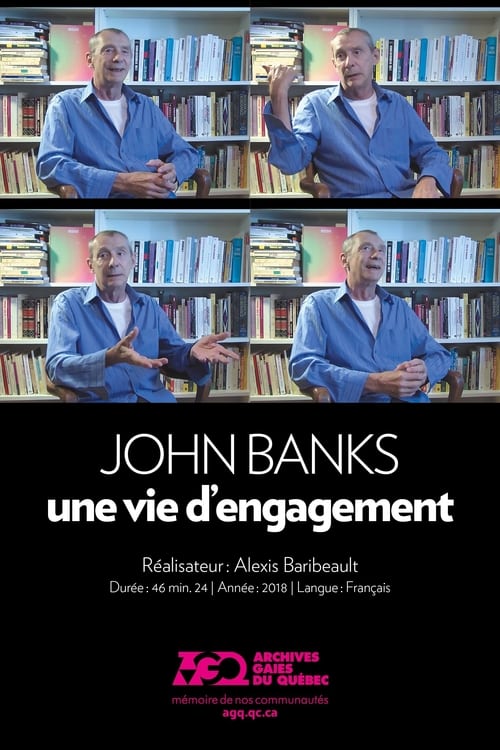 JOHN BANKS
une vie d'engagement
Réalisateur : Alexis Baribeault
Durée : 46 min. 24 | Année : 2018 | Langue : Français
AGQ
ARCHIVES
GAIES
DU QUÉBEC
mémoire de nos communautés
agq.qc.ca